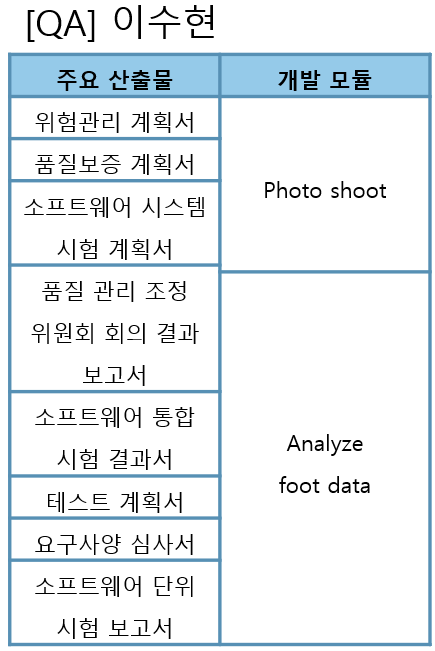 [QA] 이수현
주요 산출물
개발 모듈
위험관리 계획서
품질보증 계획서
소프트웨어 시스템
시험 계획서
Photo shoot
품질 관리 조정
위원회 회의 결과
보고서
소프트웨어 통합
시험 결과서
테스트 계획서
요구사양 심사서
소프트웨어 단위
시험 보고서
Analyze
foot data